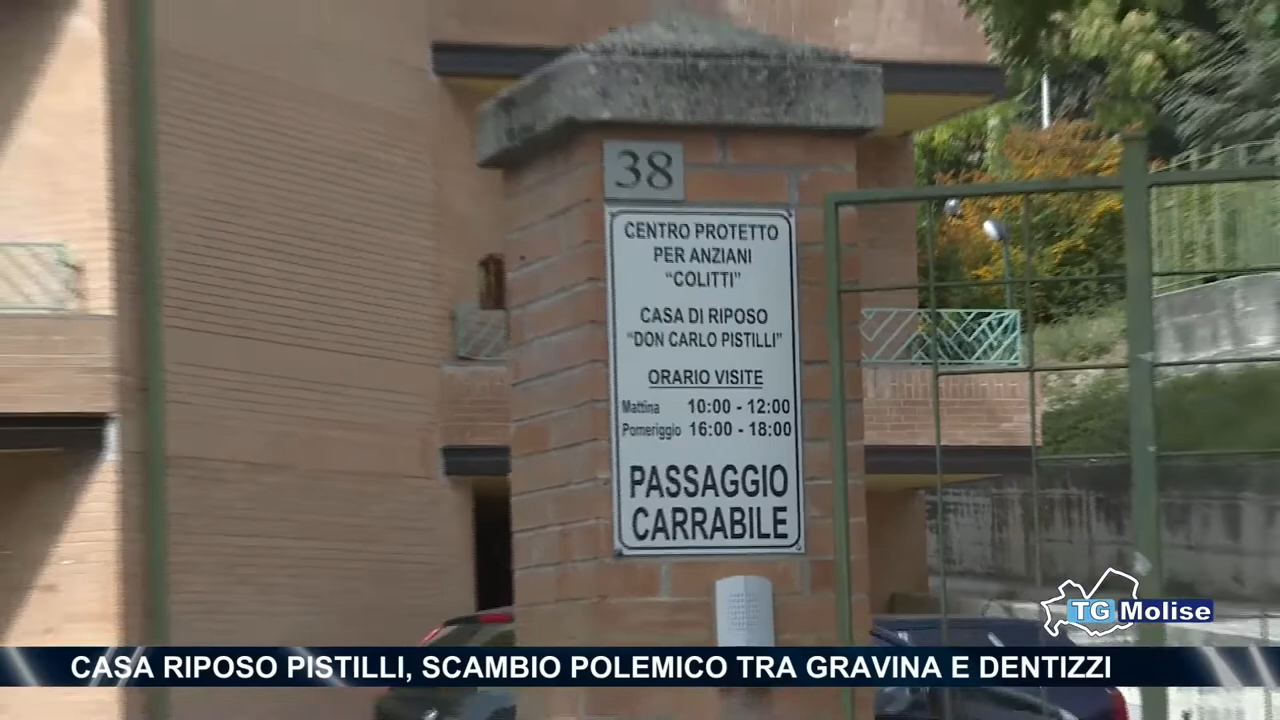 38
CENTRO PROTETTO
PER ANZIANI
“COLITTI”
CASA DI RIPOSO
“DON CARLO PISTILLI”
ORARIO VISITE
Mattina 10:00 - 12:00
Pomeriggio 16:00 - 18:00
PASSAGGIO
CARRABILE
TG Molise
CASA RIPOSO PISTILLI, SCAMBIO POLEMICO TRA GRAVINA E DENTIZZI